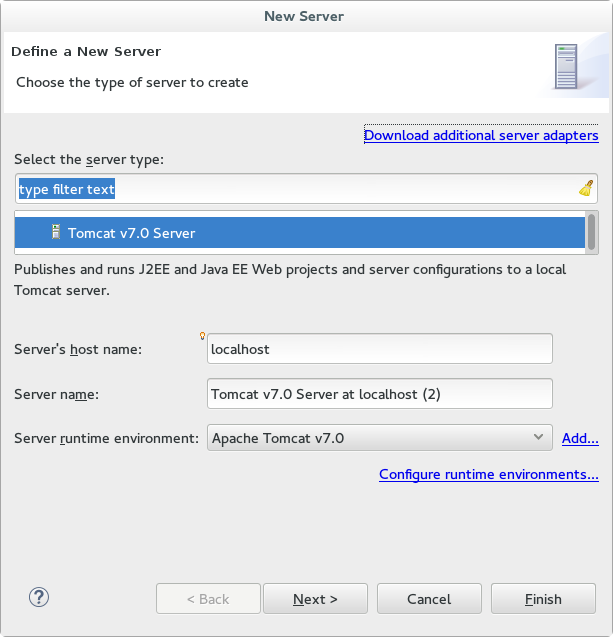 New Server
Define a New Server
Choose the type of server to create
Download additional server adapters
Select the server type:
type filter text
Tomcat v7.0 Server
Publishes and runs J2EE and Java EE Web projects and server configurations to a local
Tomcat server.
Server's host name: localhost
Server name: Tomcat v7.0 Server at localhost (2)
Server runtime environment: Apache Tomcat v7.0 Add...
Configure runtime environments...
? < Back Next > Cancel Finish